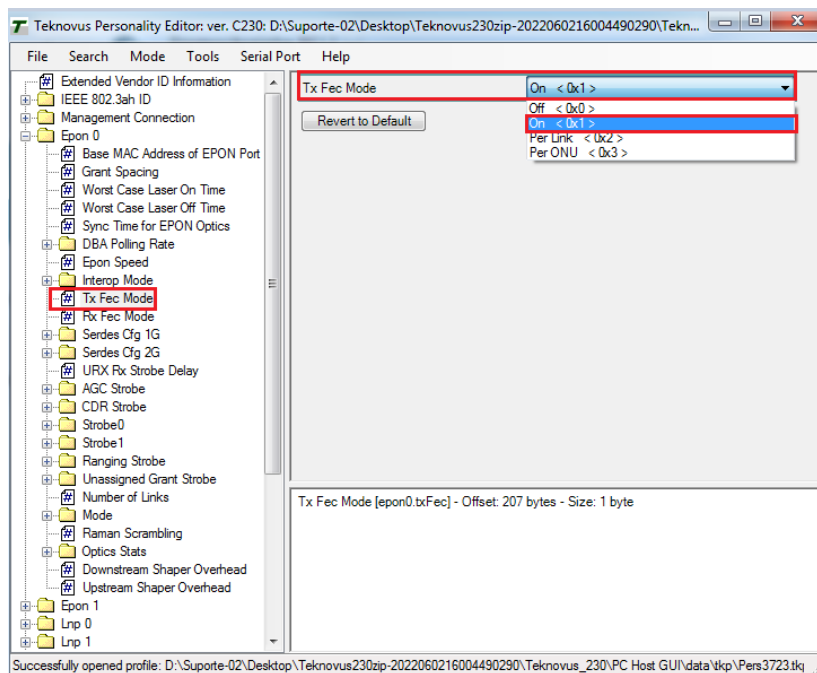 Teknovus Personality Editor: ver. C230: D:\Suporte-02\Desktop\Teknovus230zip-2022060216004490290\Tekn...
File Search Mode Tools Serial Port Help
Extended Vendor ID Information
IEEE 802.3ah ID
Management Connection
Epon 0
Base MAC Address of EPON Port
Grant Spacing
Worst Case Laser On Time
Worst Case Laser Off Time
Sync Time for EPON Optics
DBA Polling Rate
Epon Speed
Interop Mode
Tx Fec Mode
Rx Fec Mode
Serdes Cfg 1G
Serdes Cfg 2G
URX Rx Strobe Delay
AGC Strobe
CDR Strobe
Strobe0
Strobe1
Ranging Strobe
Unassigned Grant Strobe
Number of Links
Mode
Raman Scrambling
Optics Stats
Downstream Shaper Overhead
Upstream Shaper Overhead
Epon 1
Lnp 0
Lnp 1
Tx Fec Mode
On < 0x1 >
Revert to Default
Off < 0x0 >
On < 0x1 >
Per Link < 0x2 >
Per ONU < 0x3 >
Tx Fec Mode [epon0.txFec] - Offset: 207 bytes - Size: 1 byte
Successfully opened profile: D:\Suporte-02\Desktop\Teknovus230zip-2022060216004490290\Teknovus_230\PC Host GUI\data\tkp\Pers3723.tkp